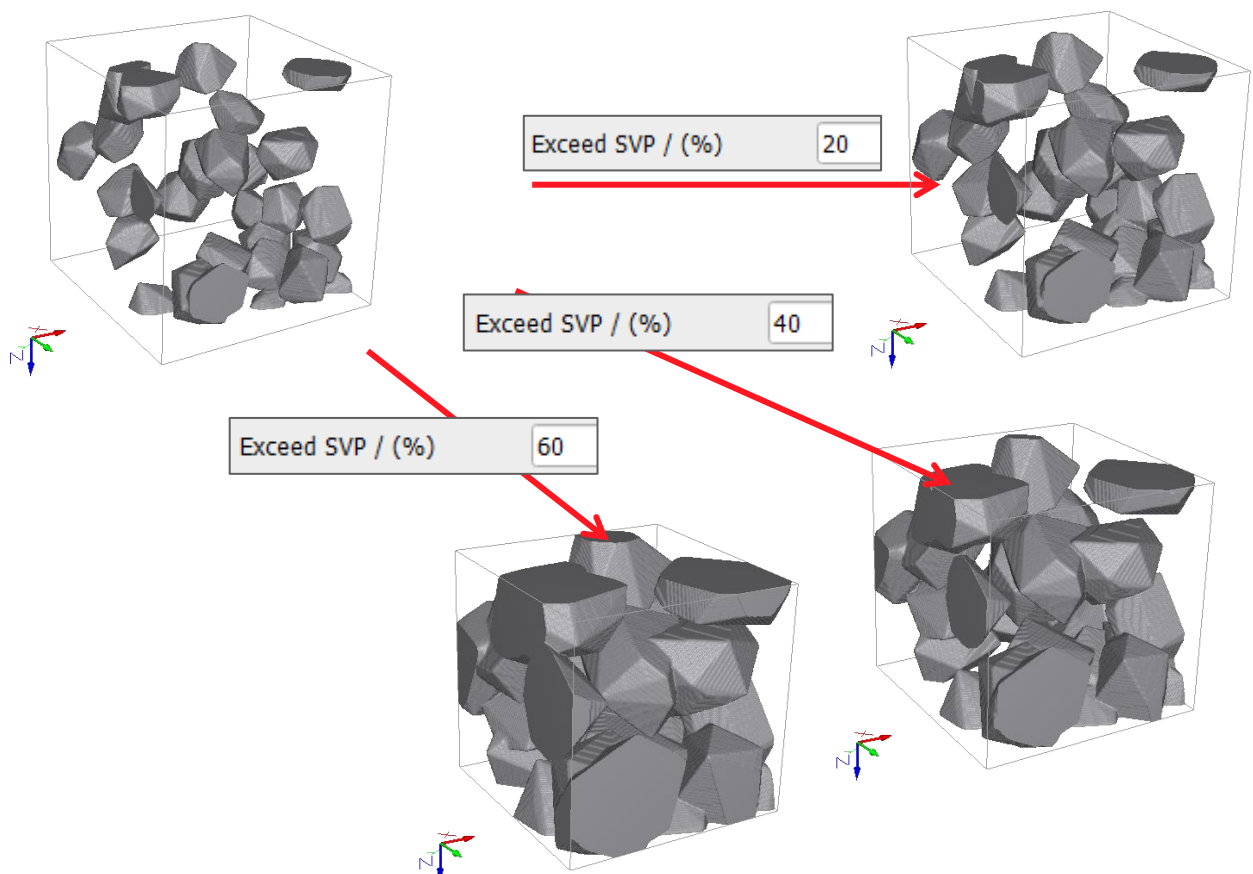 Exceed SVP / (%) 20
Exceed SVP / (%) 40
Exceed SVP / (%) 60
X
Y
Z
X
Y
Z
X
Y
Z
X
Y
Z